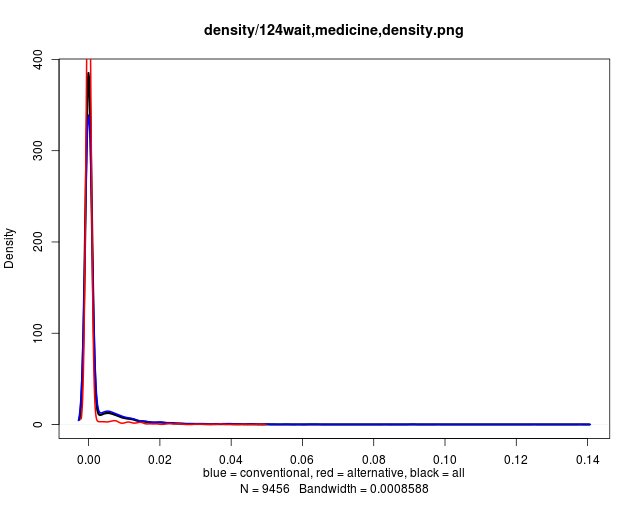 density/124wait,medicine,density.png
400
300
200
100
0
Density
0.00 0.02 0.04 0.06 0.08 0.10 0.12 0.14
blue = conventional, red = alternative, black = all
N = 9456 Bandwidth = 0.0008588